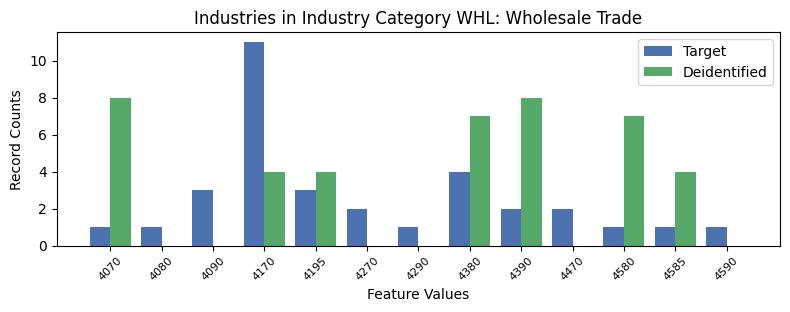 Industries in Industry Category WHL: Wholesale Trade
Target
Deidentified
Record Counts
10
8
6
4
2
0
4070 4080 4090 4170 4195 4270 4290 4380 4390 4470 4580 4585 4590
Feature Values